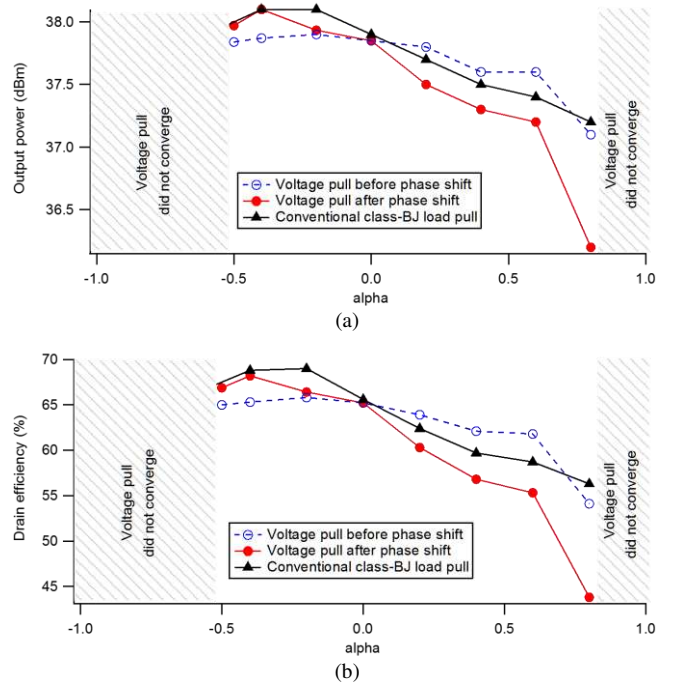 38.0
37.5
37.0
36.5
Output power (dBm)
Voltage pull
did not converge
Voltage pull
did not converge
Voltage pull before phase shift
Voltage pull after phase shift
Conventional class-BJ load pull
-1.0 -0.5 0.0 0.5 1.0
alpha
(a)
70
65
60
55
50
45
Drain efficiency (%)
Voltage pull
did not converge
Voltage pull
did not converge
Voltage pull before phase shift
Voltage pull after phase shift
Conventional class-BJ load pull
-1.0 -0.5 0.0 0.5 1.0
alpha
(b)